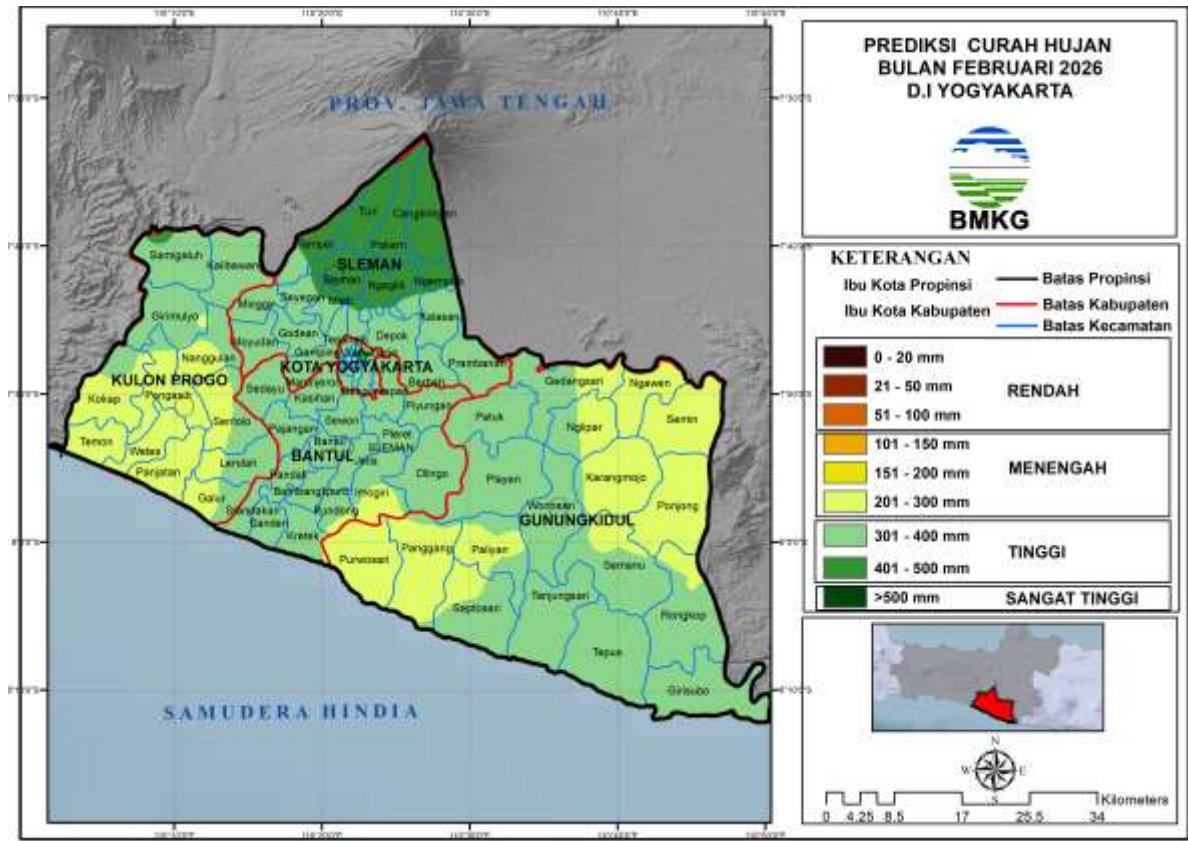 PROV. JAWA TENGAH
Turi
Cangkringan
Tempel
Pakem
SLEMAN
Sleman
Ngaglik
Ngemplak
Samigaluh
Kalibawang
Minggir
Seyegan
Mlati
Kalasan
Girimulyo
Moyudan
Godean
Depok
Nanggulan
Gamping
Prambanan
KULON PROGO
KOTA YOGYAKARTA
Berbah
Gedangsari
Ngawen
Kokap
Pengasih
Sedayu
Kasihan
Piyungan
Patuk
Semin
Sentolo
Pajangan
Sewon
Nglipar
Temon
Wates
Bantul
Pleret
SLEMAN
Panjatan
Lendah
BANTUL
Jetis
Dlingo
Playen
Karangmojo
Galur
Pandak
Bambanglipuro
Imogiri
Wonosari
Ponjong
Srandakan
Sanden
Pundong
GUNUNGKIDUL
Kretek
Purwosari
Panggang
Paliyan
Semanu
Saptosari
Tanjungsari
Rongkop
Tepus
Girisubo
SAMUDERA HINDIA
PREDIKSI CURAH HUJAN
BULAN FEBRUARI 2026
D.I YOGYAKARTA
BMKG
KETERANGAN
Ibu Kota Propinsi
Batas Propinsi
Ibu Kota Kabupaten
Batas Kabupaten
Batas Kecamatan
0 - 20 mm
21 - 50 mm
RENDAH
51 - 100 mm
101 - 150 mm
151 - 200 mm
MENENGAH
201 - 300 mm
301 - 400 mm
TINGGI
401 - 500 mm
>500 mm
SANGAT TINGGI
N
W
E
S
Kilometers
0 4.25 8.5 17 25.5 34